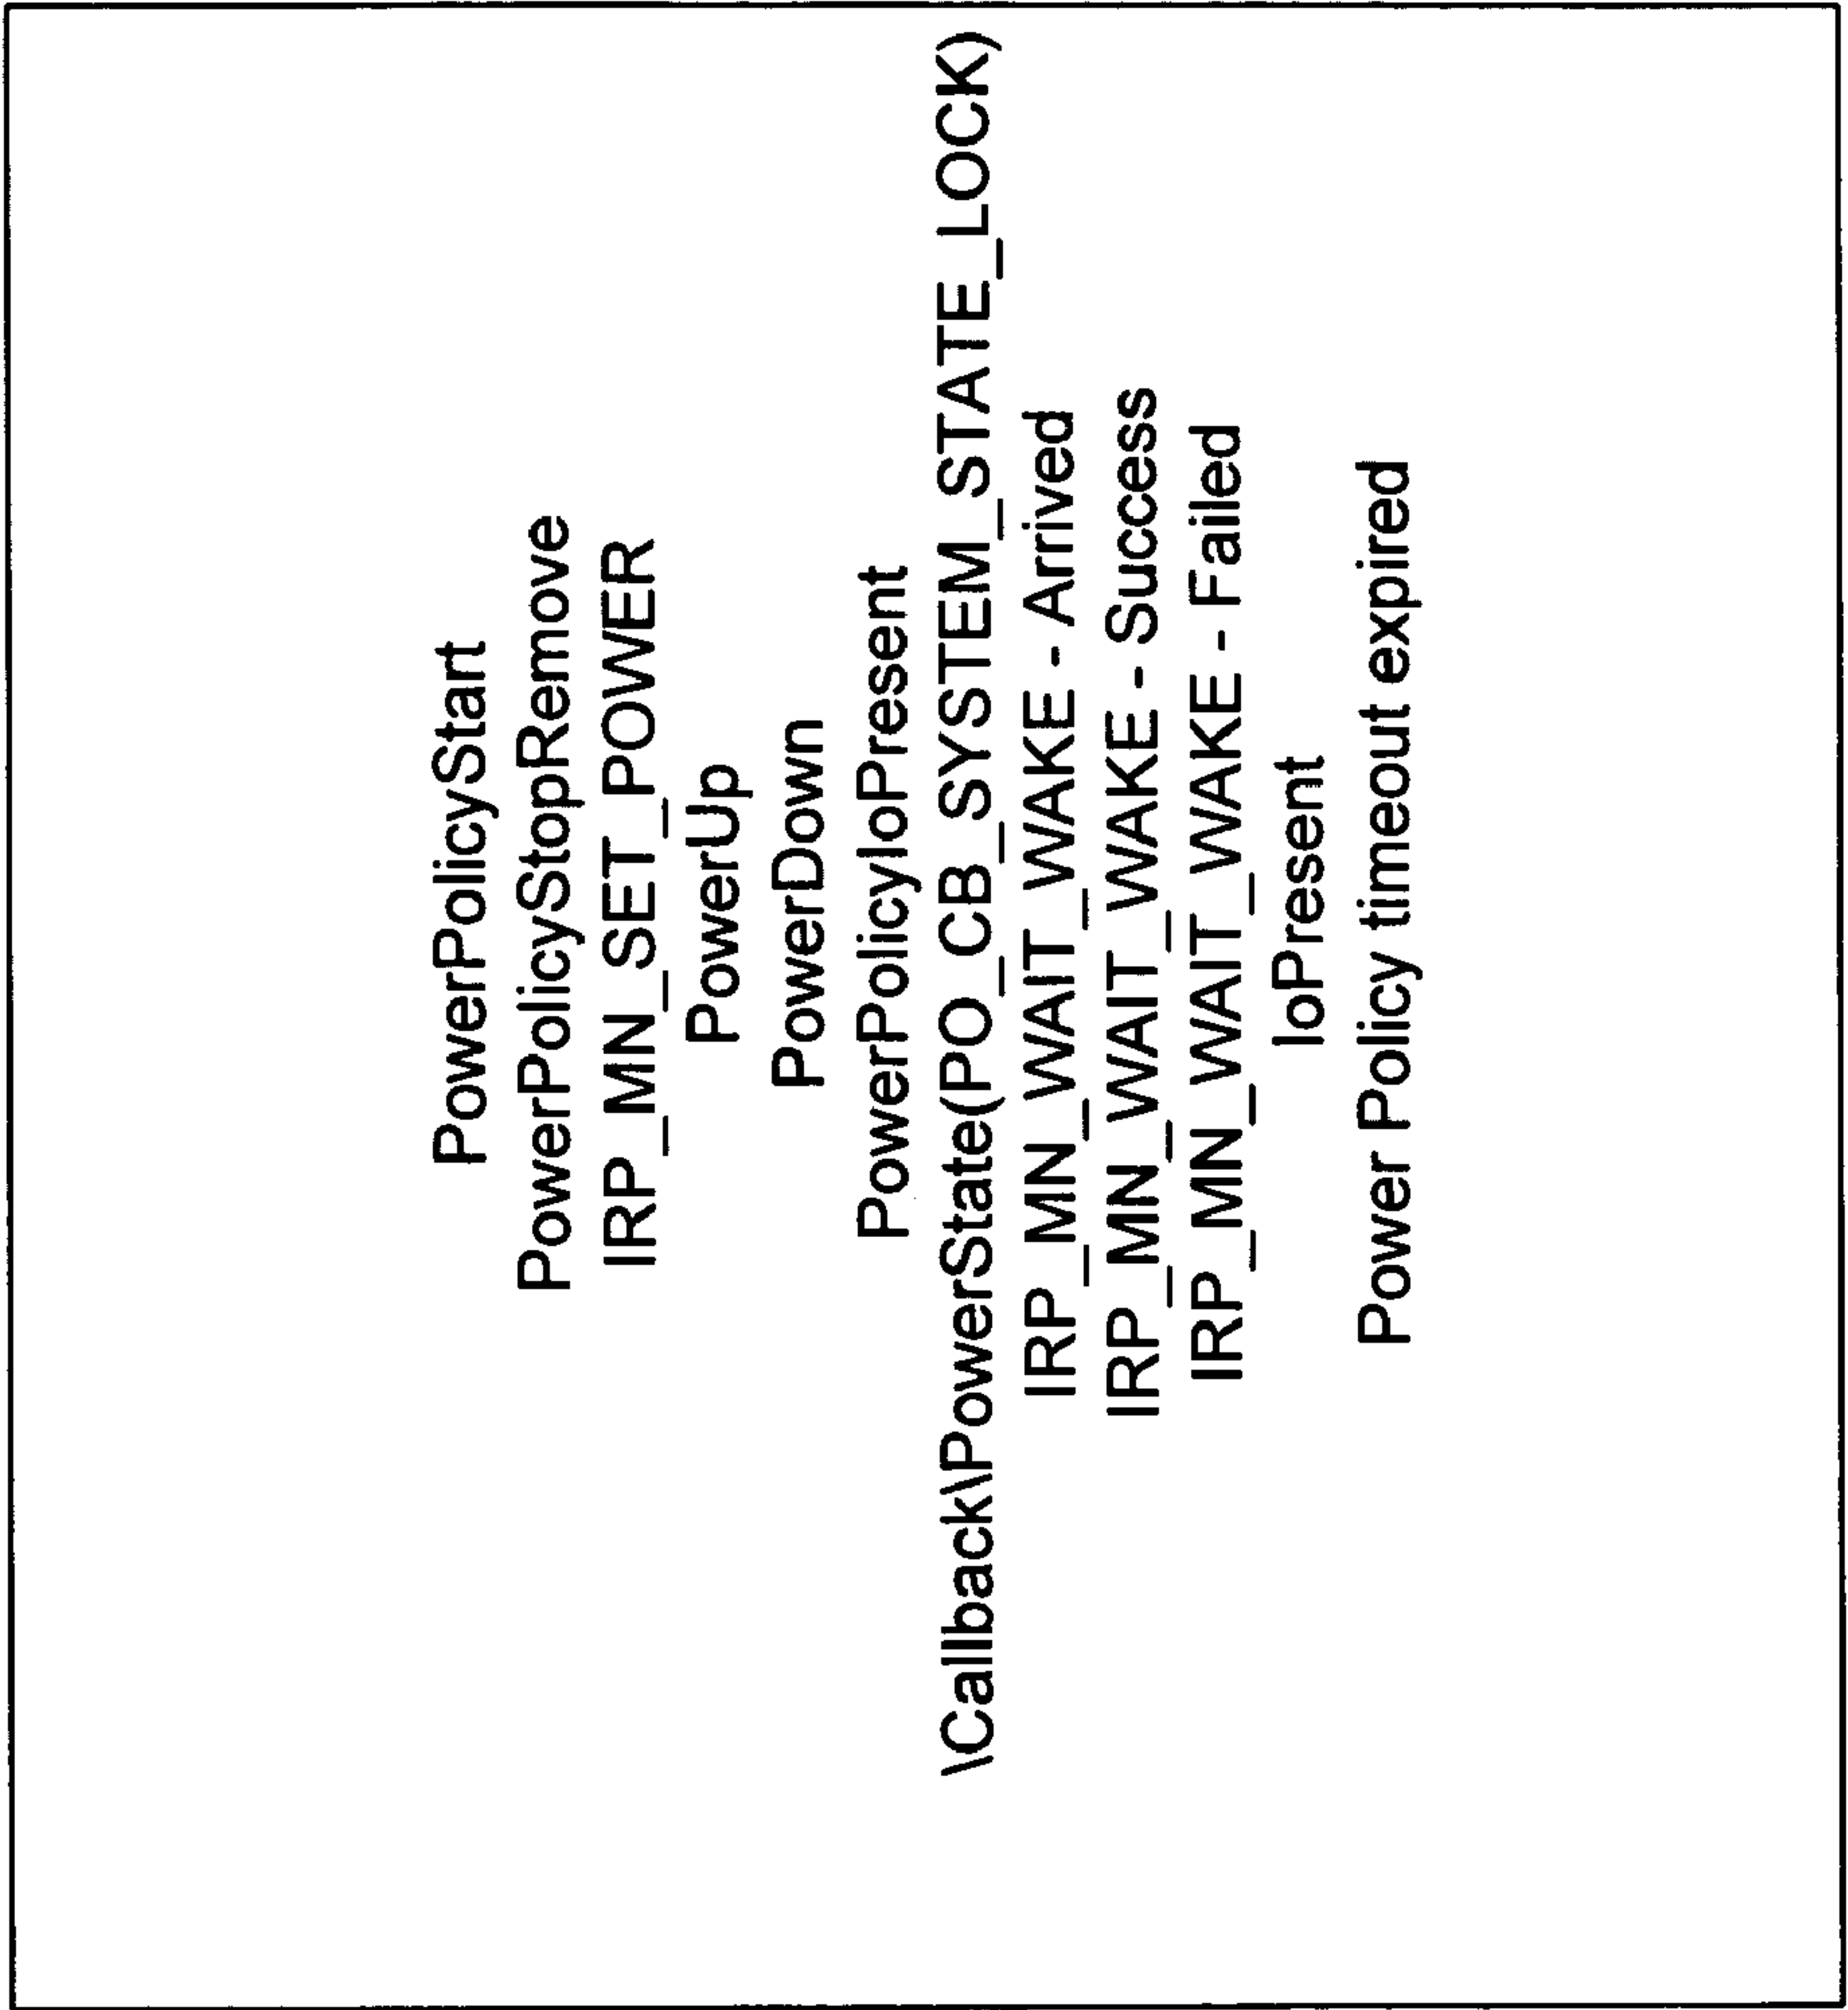 PowerPolicyStart
PowerPolicyStopRemove
IRP_MN_SET_POWER
PowerUp
PowerDown
PowerPolicyIoPresent
\Callback\PowerState(PO_CB_SYSTEM_STATE_LOCK)
IRP_MN_WAIT_WAKE - Arrived
IRP_MN_WAIT_WAKE - Success
IRP_MN_WAIT_WAKE - Failed
IoPresent
Power Policy timeout expired